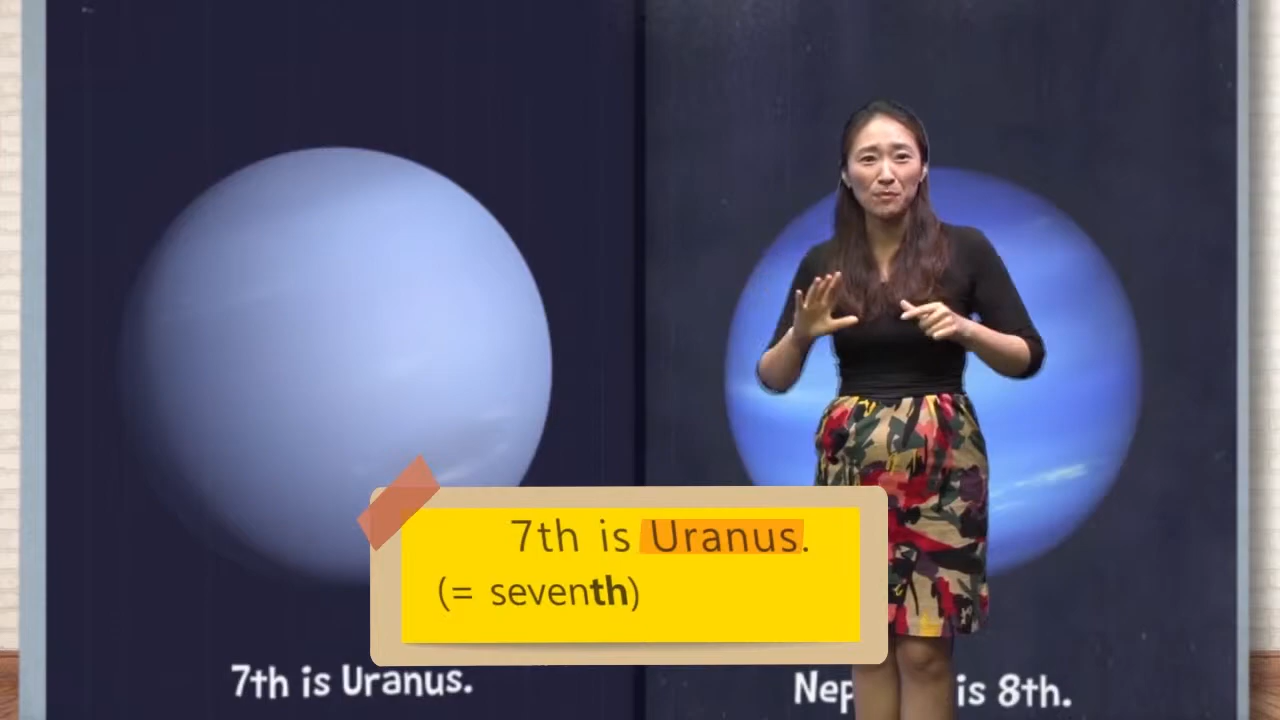 7th is Uranus.
(= seventh)
7th is Uranus.
Nep is 8th.